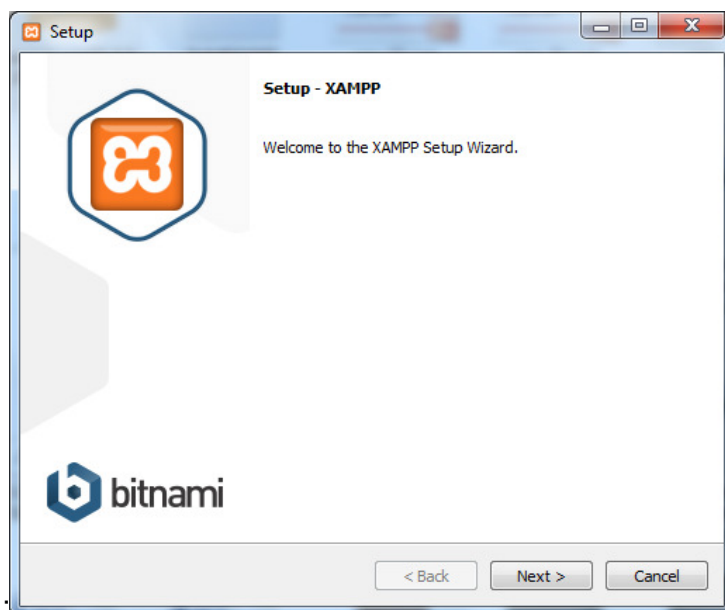 Setup
Setup - XAMPP
Welcome to the XAMPP Setup Wizard.
bitnami
< Back Next > Cancel
.